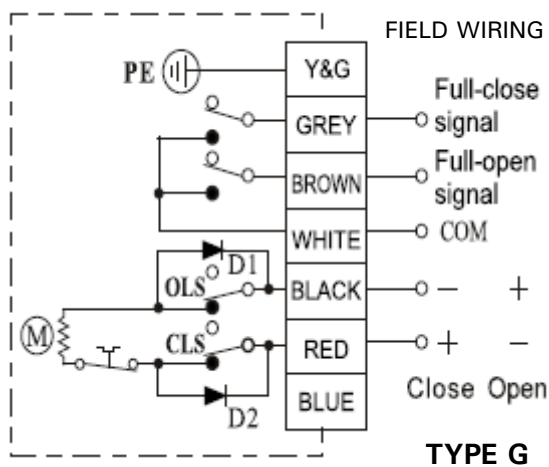 FIELD WIRING
PE
Y&G
Full-close
signal
GREY
Full-open
signal
BROWN
COM
WHITE
D1
OLS
BLACK
− +
M
CLS
RED
+ −
Close Open
D2
BLUE
TYPE G